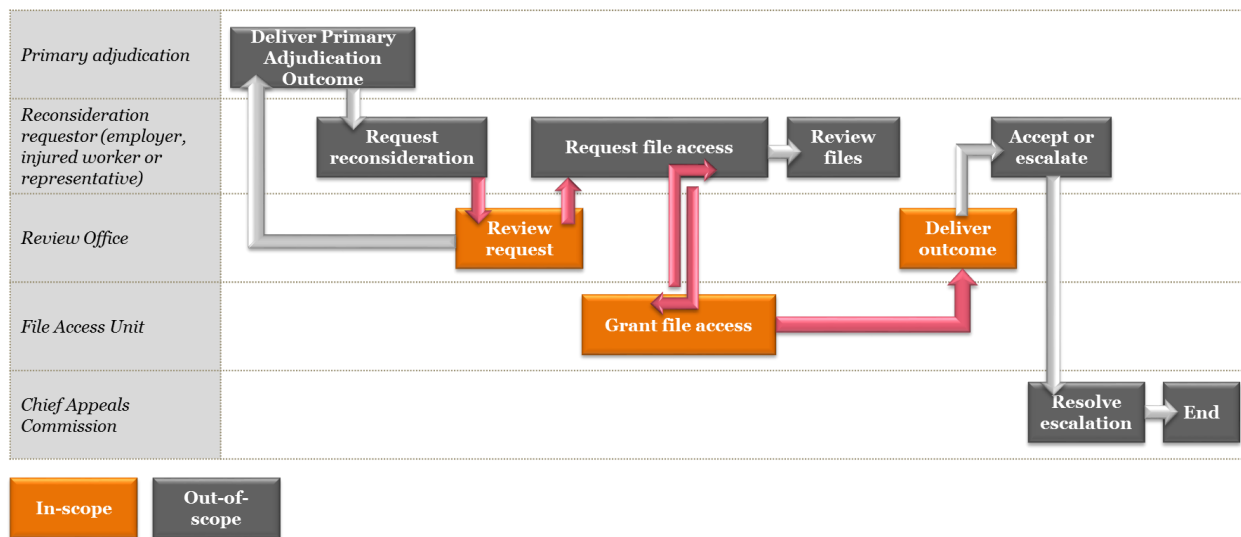 Primary adjudication
Deliver Primary
Adjudication
Outcome
Reconsideration
requestor (employer,
injured worker or
representative)
Request
reconsideration
Request file access
Review
files
Accept or
escalate
Review Office
Review
request
Deliver
outcome
File Access Unit
Grant file access
Chief Appeals
Commission
Resolve
escalation
End
In-scope
Out-of-
scope